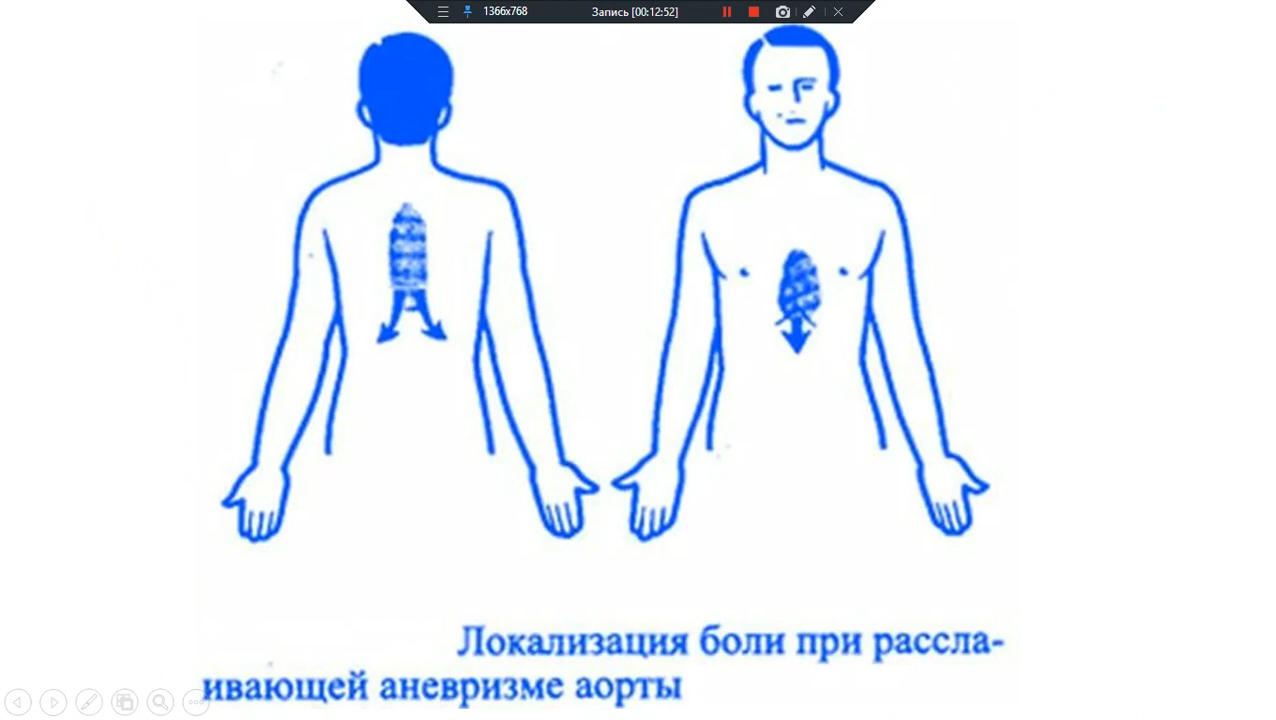 1366x768 Запись [00:12:52]
Локализация боли при рассла-
ивающей аневризме аорты